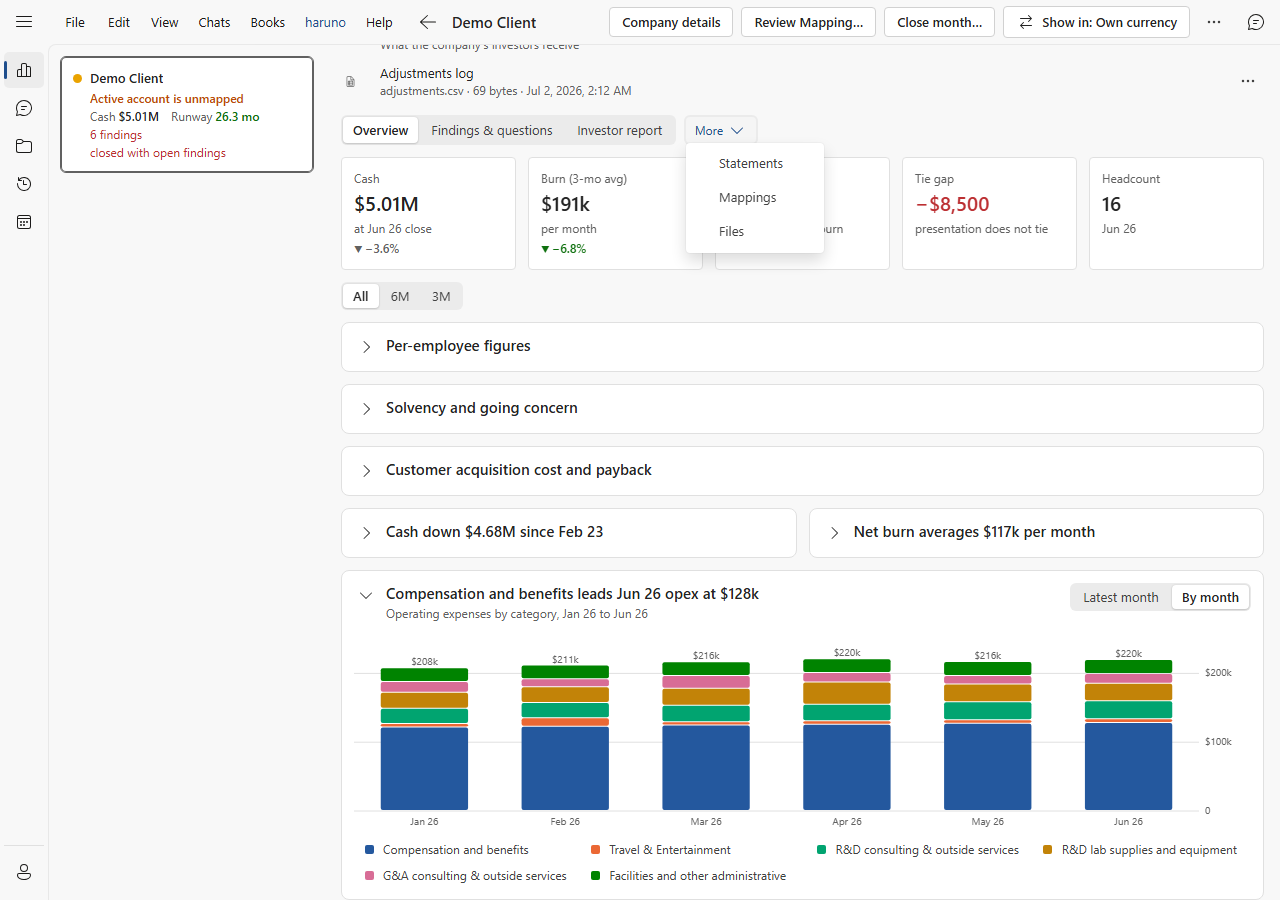 File Edit View Chats Books haruno Help Demo Client Company details Review Mapping... Close month... Show in: Own currency
Demo Client
Active account is unmapped
Cash $5.01M Runway 26.3 mo
6 findings
closed with open findings
What the company's investors receive
Adjustments log
adjustments.csv · 69 bytes · Jul 2, 2026, 2:12 AM
Overview Findings & questions Investor report More
Statements
Mappings
Files
Cash
$5.01M
at Jun 26 close
▼ −3.6%
Burn (3-mo avg)
$191k
per month
▼ −6.8%
Tie gap
−$8,500
presentation does not tie
Headcount
16
Jun 26
All 6M 3M
Per-employee figures
Solvency and going concern
Customer acquisition cost and payback
Cash down $4.68M since Feb 23
Net burn averages $117k per month
Compensation and benefits leads Jun 26 opex at $128k
Operating expenses by category, Jan 26 to Jun 26
Latest month By month
$208k $211k $216k $220k $216k $220k
$200k
$100k
0
Jan 26 Feb 26 Mar 26 Apr 26 May 26 Jun 26
Compensation and benefits Travel & Entertainment R&D consulting & outside services R&D lab supplies and equipment
G&A consulting & outside services Facilities and other administrative